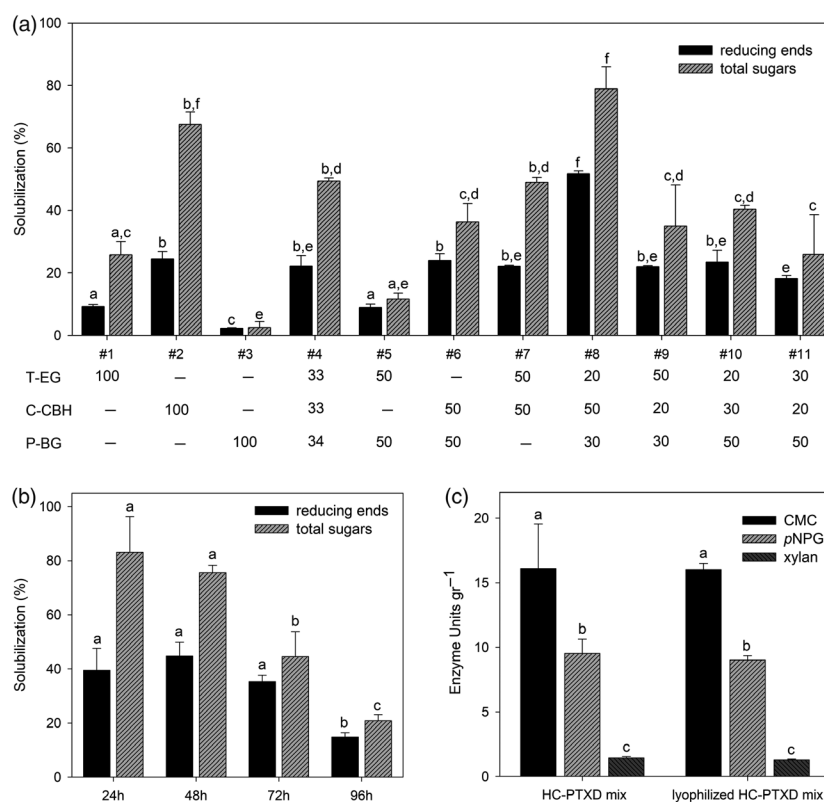 (a)
100
80
60
40
20
0
Solubilization (%)
reducing ends
total sugars
a
a,c
b
b,f
c
e
b,e
b,d
a
a,e
b
c,d
b,e
b,d
f
f
b,e
c,d
b,e
c,d
e
c
#1 #2 #3 #4 #5 #6 #7 #8 #9 #10 #11
T-EG 100 – – 33 50 – 50 20 50 20 30
C-CBH – 100 – 33 – 50 50 50 20 30 20
P-BG – – 100 34 50 50 – 30 30 50 50
(b)
100
80
60
40
20
0
Solubilization (%)
reducing ends
total sugars
a
a
a
a
a
b
b
c
24h 48h 72h 96h
(c)
20
15
10
5
0
Enzyme Units gr⁻¹
CMC
pNPG
xylan
a
b
c
a
b
c
HC-PTXD mix lyophilized HC-PTXD mix